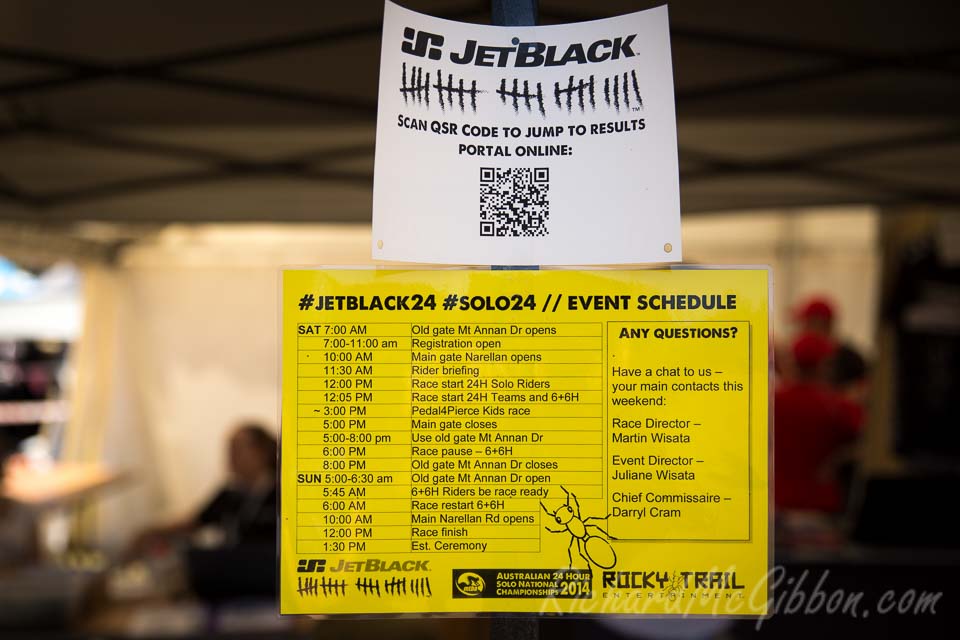 JETBLACK™
SCAN QSR CODE TO JUMP TO RESULTS
PORTAL ONLINE:
#JETBLACK24 #SOLO24 // EVENT SCHEDULE
SAT 7:00 AM Old gate Mt Annan Dr opens
7:00-11:00 am Registration open
10:00 AM Main gate Narellan opens
11:30 AM Rider briefing
12:00 PM Race start 24H Solo Riders
12:05 PM Race start 24H Teams and 6+6H
~ 3:00 PM Pedal4Pierce Kids race
5:00 PM Main gate closes
5:00-8:00 pm Use old gate Mt Annan Dr
6:00 PM Race pause – 6+6H
8:00 PM Old gate Mt Annan Dr closes
SUN 5:00-6:30 am Old gate Mt Annan Dr open
5:45 AM 6+6H Riders be race ready
6:00 AM Race restart 6+6H
10:00 AM Main Narellan Rd opens
12:00 PM Race finish
1:30 PM Est. Ceremony
ANY QUESTIONS?
Have a chat to us –
your main contacts this
weekend:
Race Director –
Martin Wisata
Event Director –
Juliane Wisata
Chief Commissaire –
Darryl Cram
JETBLACK
AUSTRALIAN 24 HOUR
SOLO NATIONAL
CHAMPIONSHIPS 2014
ROCKY TRAIL
ENTERTAINMENT
RichardMcGibbon.com